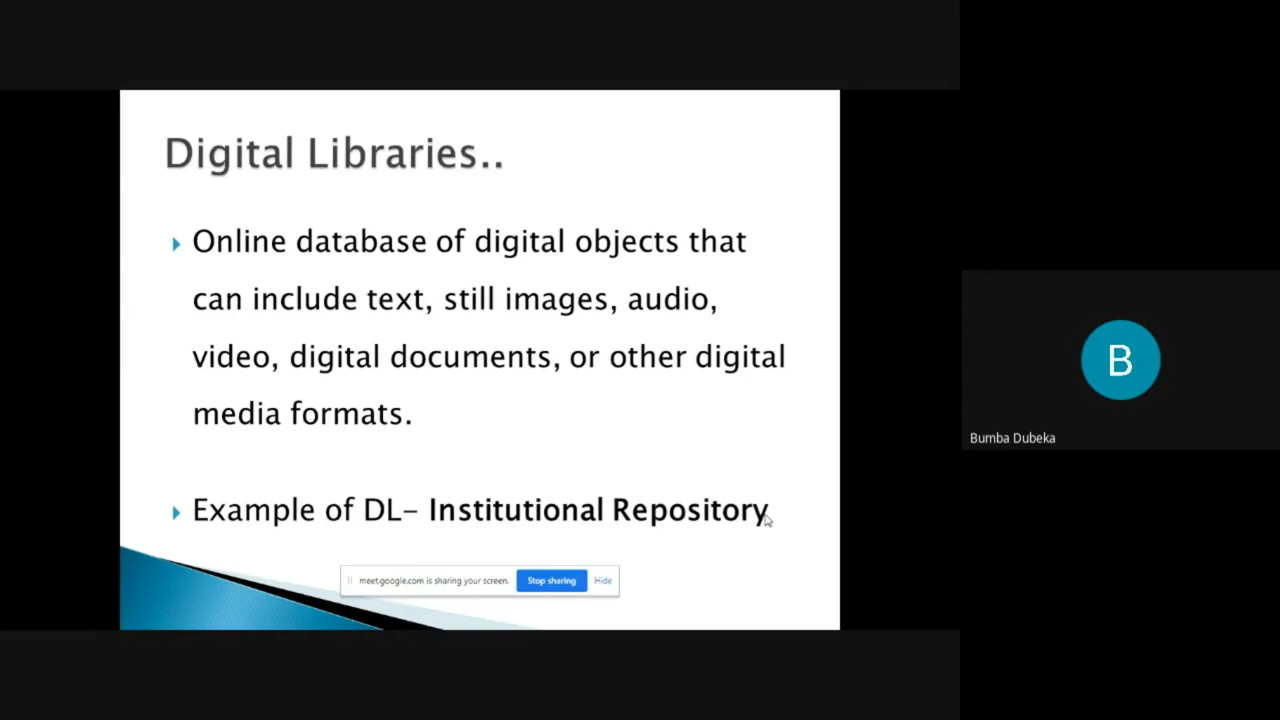 Digital Libraries..
Online database of digital objects that
can include text, still images, audio,
video, digital documents, or other digital
media formats.
Example of DL– Institutional Repository
meet.google.com is sharing your screen.
Stop sharing
Hide
B
Bumba Dubeka